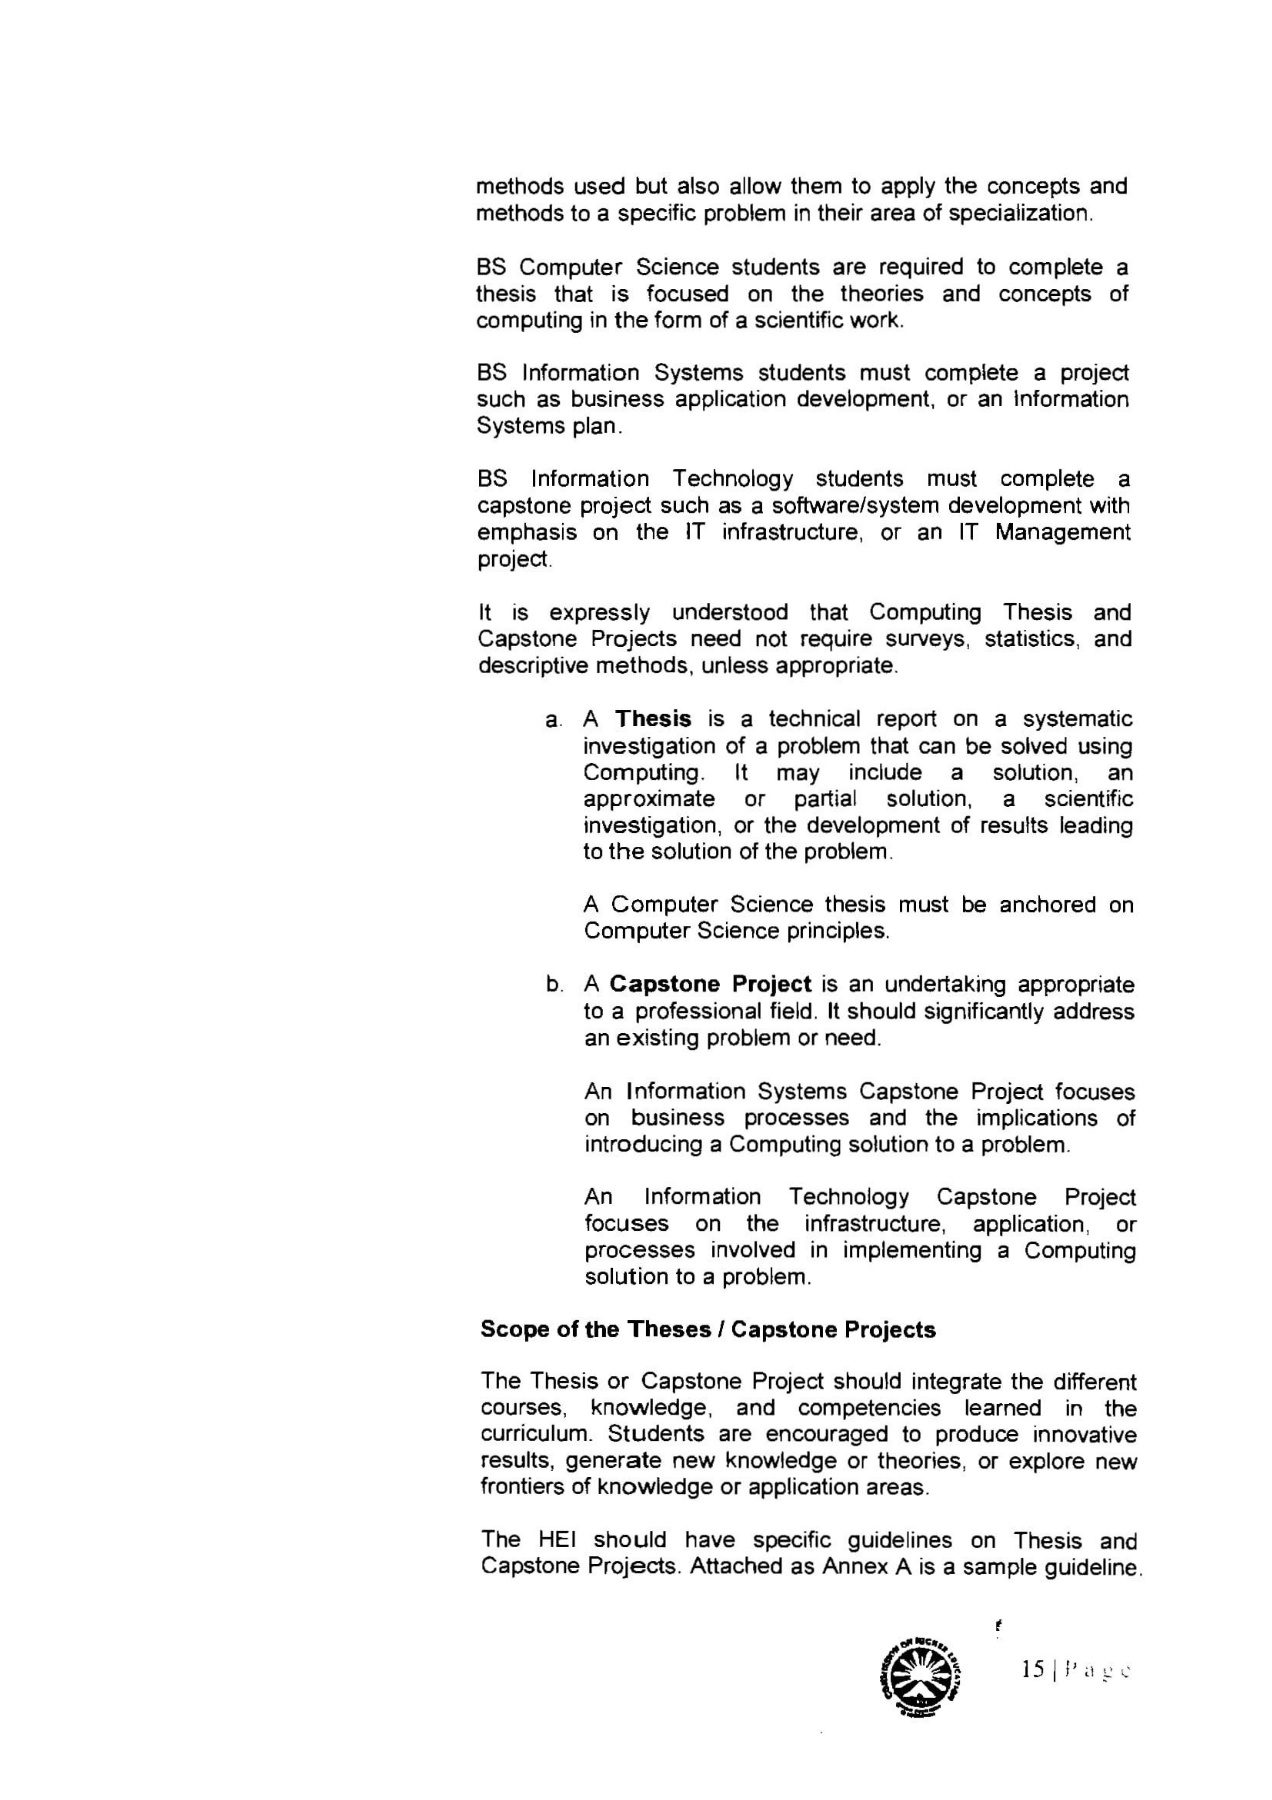 methods used but also allow them to apply the concepts and
methods to a specific problem in their area of specialization.
BS Computer Science students are required to complete a
thesis that is focused on the theories and concepts of
computing in the form of a scientific work.
BS Information Systems students must complete a project
such as business application development, or an Information
Systems plan.
BS Information Technology students must complete a
capstone project such as a software/system development with
emphasis on the IT infrastructure, or an IT Management
project.
It is expressly understood that Computing Thesis and
Capstone Projects need not require surveys, statistics, and
descriptive methods, unless appropriate.
a. A Thesis is a technical report on a systematic
investigation of a problem that can be solved using
Computing. It may include a solution, an
approximate or partial solution, a scientific
investigation, or the development of results leading
to the solution of the problem.
A Computer Science thesis must be anchored on
Computer Science principles.
b. A Capstone Project is an undertaking appropriate
to a professional field. It should significantly address
an existing problem or need.
An Information Systems Capstone Project focuses
on business processes and the implications of
introducing a Computing solution to a problem.
An Information Technology Capstone Project
focuses on the infrastructure, application, or
processes involved in implementing a Computing
solution to a problem.
Scope of the Theses / Capstone Projects
The Thesis or Capstone Project should integrate the different
courses, knowledge, and competencies learned in the
curriculum. Students are encouraged to produce innovative
results, generate new knowledge or theories, or explore new
frontiers of knowledge or application areas.
The HEI should have specific guidelines on Thesis and
Capstone Projects. Attached as Annex A is a sample guideline.
COMMISSION ON HIGHER EDUCATION
15 | Page